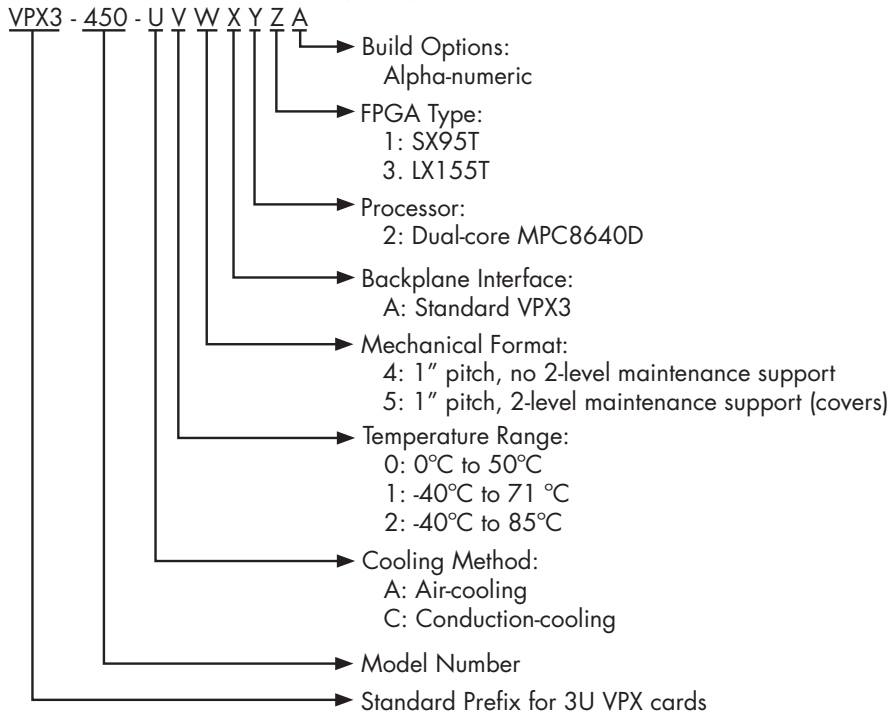 VPX3 - 450 - U V W X Y Z A
Build Options:
Alpha-numeric
FPGA Type:
1: SX95T
3. LX155T
Processor:
2: Dual-core MPC8640D
Backplane Interface:
A: Standard VPX3
Mechanical Format:
4: 1” pitch, no 2-level maintenance support
5: 1” pitch, 2-level maintenance support (covers)
Temperature Range:
0: 0°C to 50°C
1: -40°C to 71 °C
2: -40°C to 85°C
Cooling Method:
A: Air-cooling
C: Conduction-cooling
Model Number
Standard Prefix for 3U VPX cards